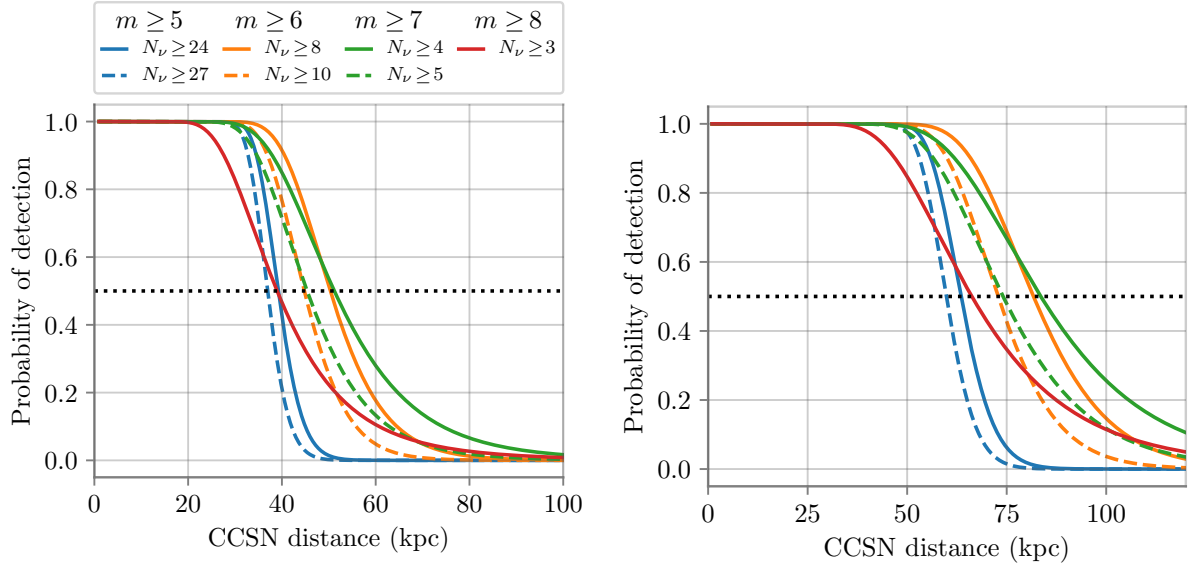 m ≥ 5 m ≥ 6 m ≥ 7 m ≥ 8
N_ν ≥ 24 N_ν ≥ 8 N_ν ≥ 4 N_ν ≥ 3
N_ν ≥ 27 N_ν ≥ 10 N_ν ≥ 5
Probability of detection
1.0
0.8
0.6
0.4
0.2
0.0
0 20 40 60 80 100
CCSN distance (kpc)
Probability of detection
1.0
0.8
0.6
0.4
0.2
0.0
0 25 50 75 100
CCSN distance (kpc)